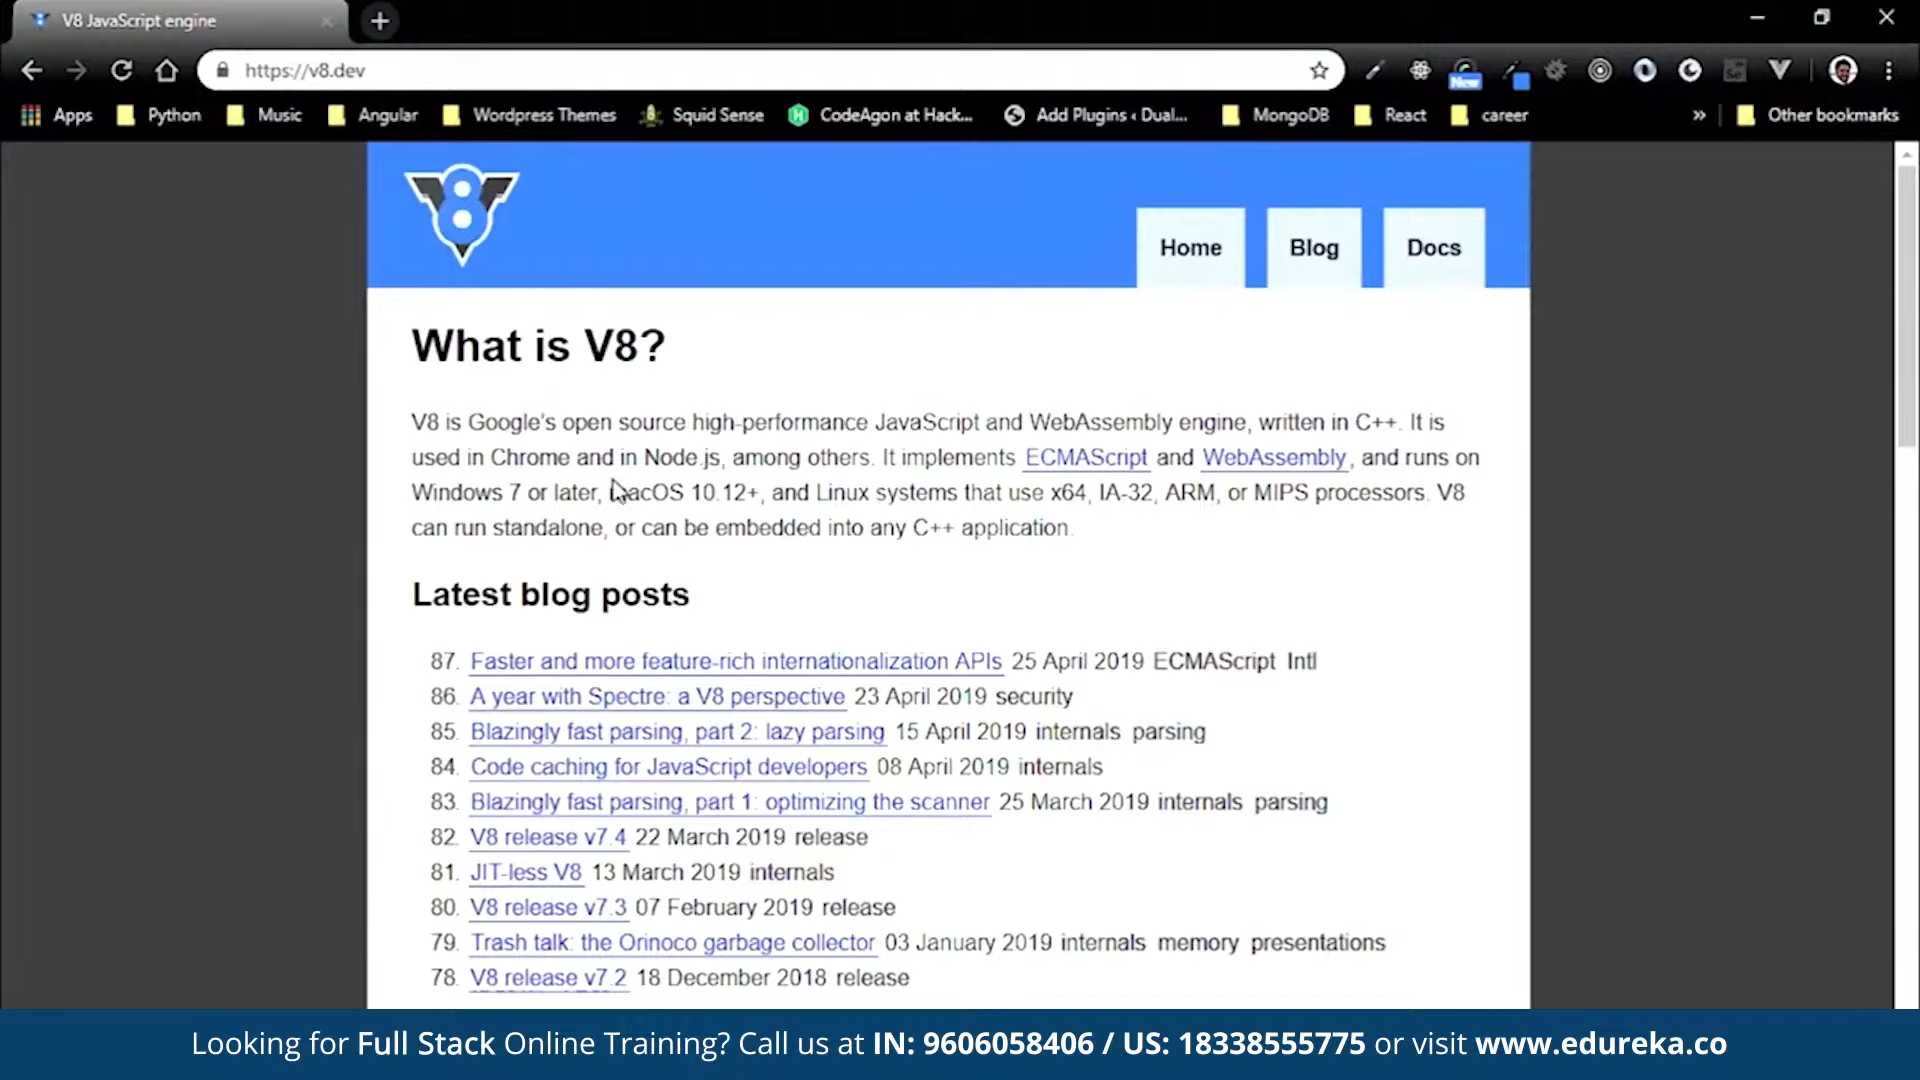 V8 JavaScript engine
https://v8.dev
New
Apps Python Music Angular Wordpress Themes Squid Sense CodeAgon at Hack... Add Plugins ‹ Dual... MongoDB React career » Other bookmarks
Home Blog Docs
What is V8?
V8 is Google's open source high-performance JavaScript and WebAssembly engine, written in C++. It is
used in Chrome and in Node.js, among others. It implements ECMAScript and WebAssembly, and runs on
Windows 7 or later, macOS 10.12+, and Linux systems that use x64, IA-32, ARM, or MIPS processors. V8
can run standalone, or can be embedded into any C++ application.
Latest blog posts
87. Faster and more feature-rich internationalization APIs 25 April 2019 ECMAScript Intl
86. A year with Spectre: a V8 perspective 23 April 2019 security
85. Blazingly fast parsing, part 2: lazy parsing 15 April 2019 internals parsing
84. Code caching for JavaScript developers 08 April 2019 internals
83. Blazingly fast parsing, part 1: optimizing the scanner 25 March 2019 internals parsing
82. V8 release v7.4 22 March 2019 release
81. JIT-less V8 13 March 2019 internals
80. V8 release v7.3 07 February 2019 release
79. Trash talk: the Orinoco garbage collector 03 January 2019 internals memory presentations
78. V8 release v7.2 18 December 2018 release
Looking for Full Stack Online Training? Call us at IN: 9606058406 / US: 18338555775 or visit www.edureka.co